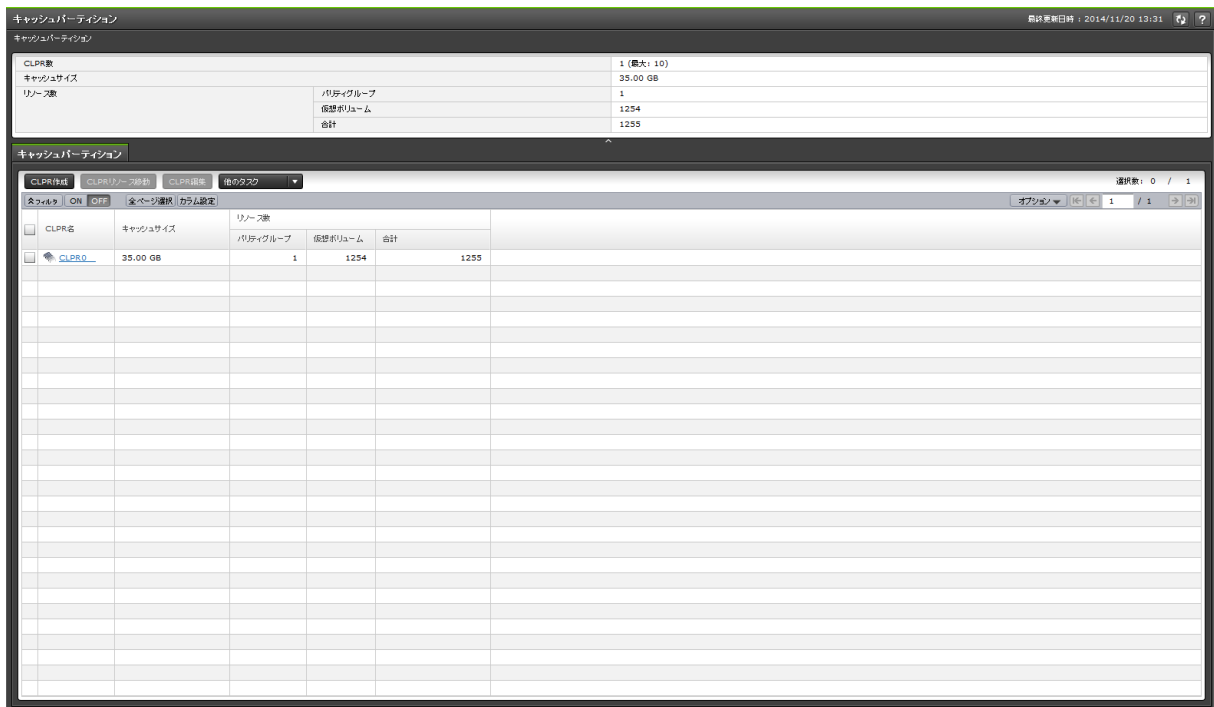 キャッシュパーティション 最終更新日時 : 2014/11/20 13:31 ?
キャッシュパーティション
CLPR数 1 (最大: 10)
キャッシュサイズ 35.00 GB
リソース数 パリティグループ 1
仮想ボリューム 1254
合計 1255
キャッシュパーティション
CLPR作成 CLPRリソース移動 CLPR編集 他のタスク 選択数: 0 / 1
フィルタ ON OFF 全ページ選択 カラム設定 オプション 1 / 1
CLPR名 キャッシュサイズ リソース数
パリティグループ 仮想ボリューム 合計
CLPR0 35.00 GB 1 1254 1255